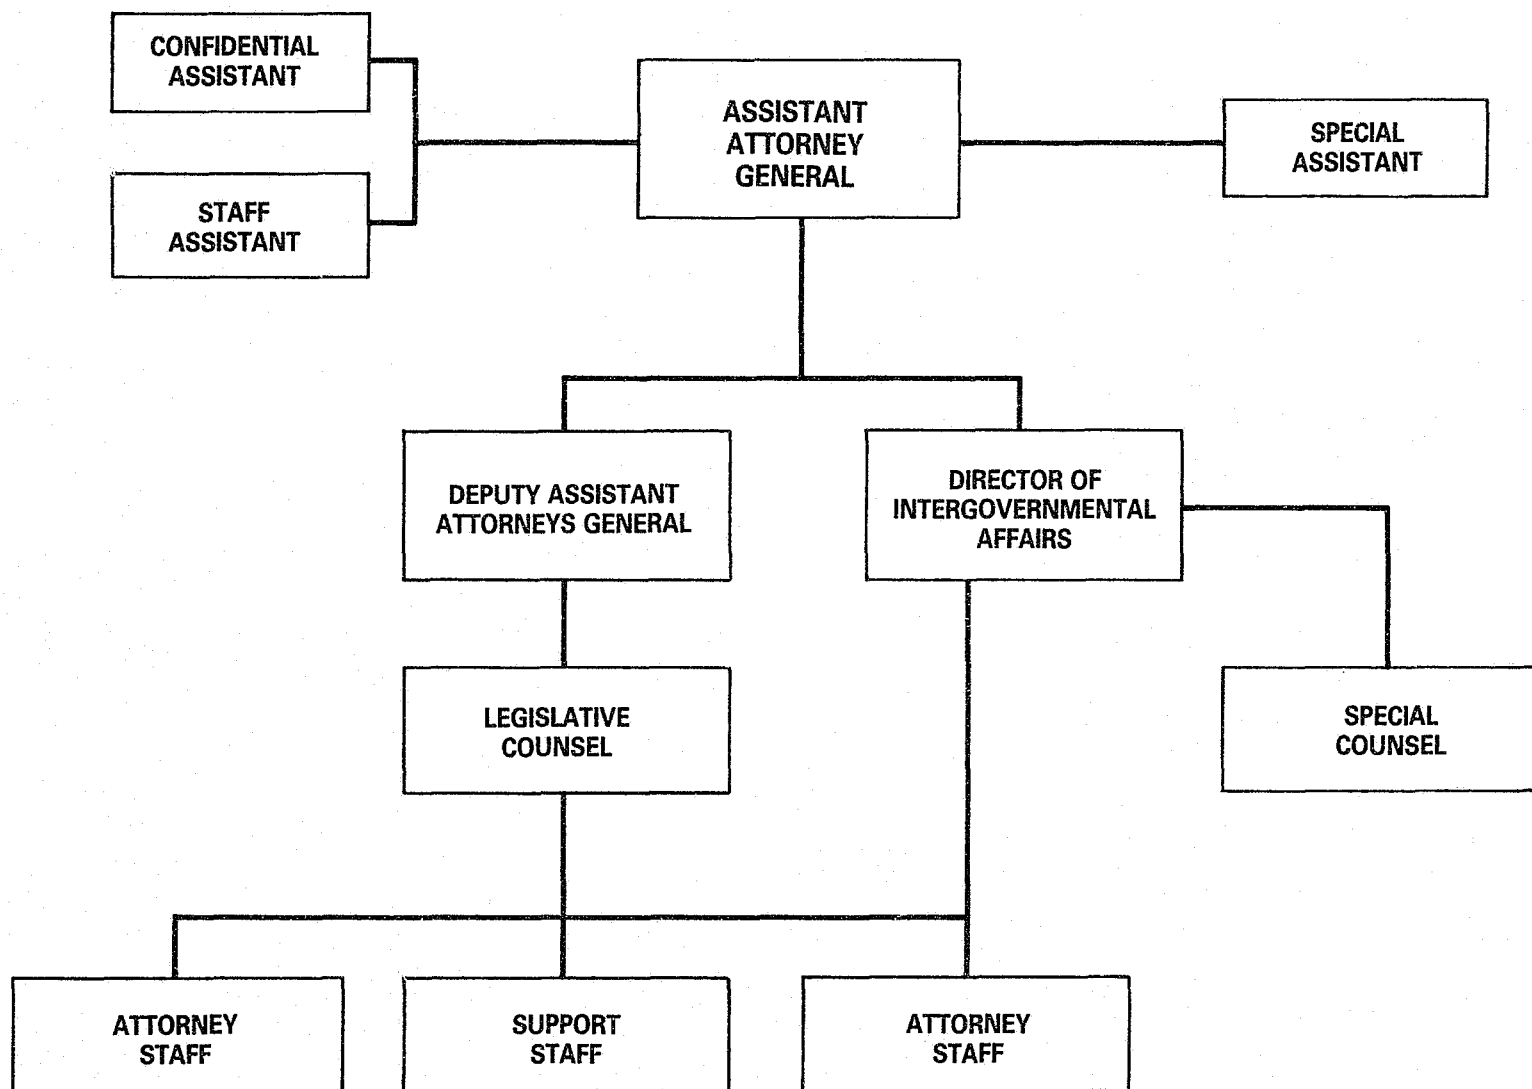 CONFIDENTIAL
ASSISTANT
ASSISTANT
ATTORNEY
GENERAL
SPECIAL
ASSISTANT
STAFF
ASSISTANT
DEPUTY ASSISTANT
ATTORNEYS GENERAL
DIRECTOR OF
INTERGOVERNMENTAL
AFFAIRS
LEGISLATIVE
COUNSEL
SPECIAL
COUNSEL
ATTORNEY
STAFF
SUPPORT
STAFF
ATTORNEY
STAFF